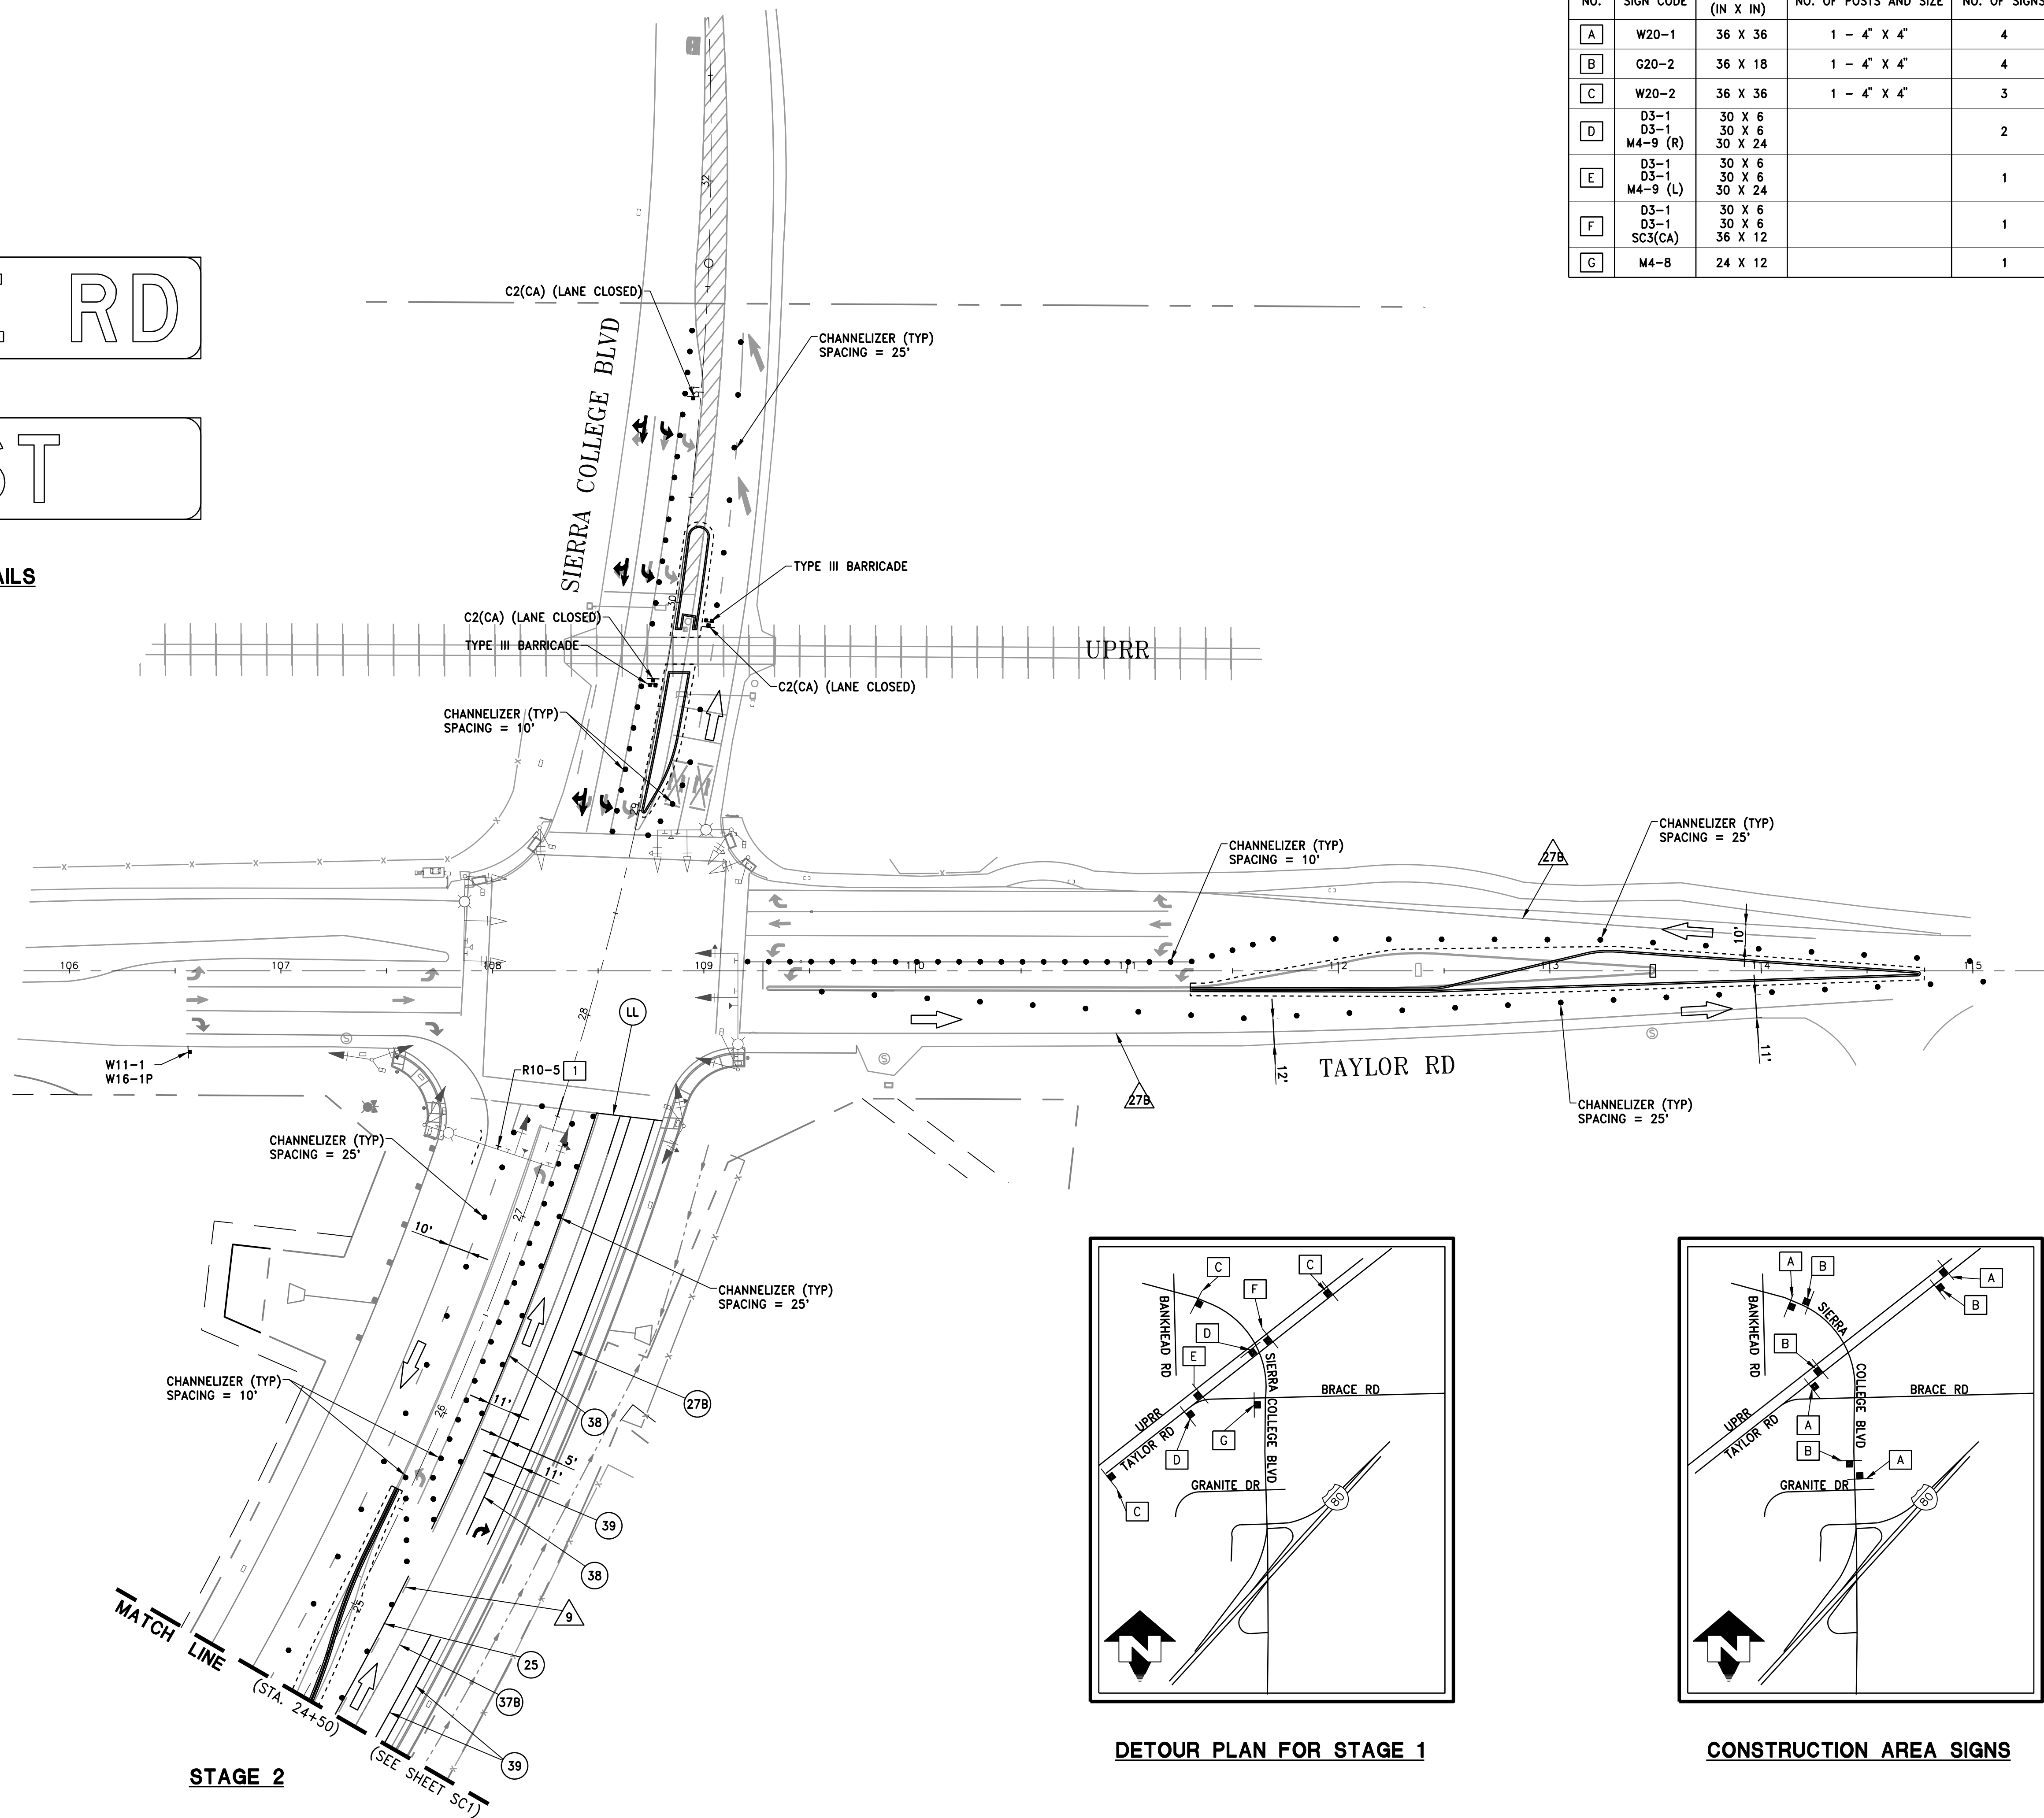 NO.
SIGN CODE
(IN X IN)
NO. OF POSTS AND SIZE
NO. OF SIGNS
A W20-1 36 X 36 1 - 4" X 4" 4
B G20-2 36 X 18 1 - 4" X 4" 4
C W20-2 36 X 36 1 - 4" X 4" 3
D3-1 30 X 6
D D3-1 30 X 6 2
M4-9 (R) 30 X 24
D3-1 30 X 6
E D3-1 30 X 6 1
M4-9 (L) 30 X 24
D3-1 30 X 6
F D3-1 30 X 6 1
SC3(CA) 36 X 12
G M4-8 24 X 12 1
RD
ST
AILS
32
C2(CA) (LANE CLOSED)
SIERRA COLLEGE BLVD
CHANNELIZER (TYP)
SPACING = 25'
31
TYPE III BARRICADE
30
C2(CA) (LANE CLOSED)
TYPE III BARRICADE
UPRR
C2(CA) (LANE CLOSED)
CHANNELIZER (TYP)
SPACING = 10'
29
CHANNELIZER (TYP)
SPACING = 10'
CHANNELIZER (TYP)
SPACING = 25'
27B
10'
106
107
108
109
110
111
112
113
114
115
28
LL
W11-1
W16-1P
R10-5 1
S
S
S
27B
12'
11'
TAYLOR RD
CHANNELIZER (TYP)
SPACING = 25'
CHANNELIZER (TYP)
SPACING = 25'
27
10'
CHANNELIZER (TYP)
SPACING = 25'
CHANNELIZER (TYP)
SPACING = 10'
26
11'
5'
11'
38
27B
39
38
25
9
25
37B
39
MATCH LINE
(STA. 24+50)
(SEE SHEET SC1)
STAGE 2
C
C
F
D
E
BANKHEAD RD
SIERRA COLLEGE BLVD
BRACE RD
UPRR
TAYLOR RD
G
D
C
GRANITE DR
80
N
DETOUR PLAN FOR STAGE 1
A
B
A
B
BANKHEAD RD
SIERRA
COLLEGE BLVD
B
BRACE RD
UPRR
TAYLOR RD
A
B
A
GRANITE DR
80
N
CONSTRUCTION AREA SIGNS